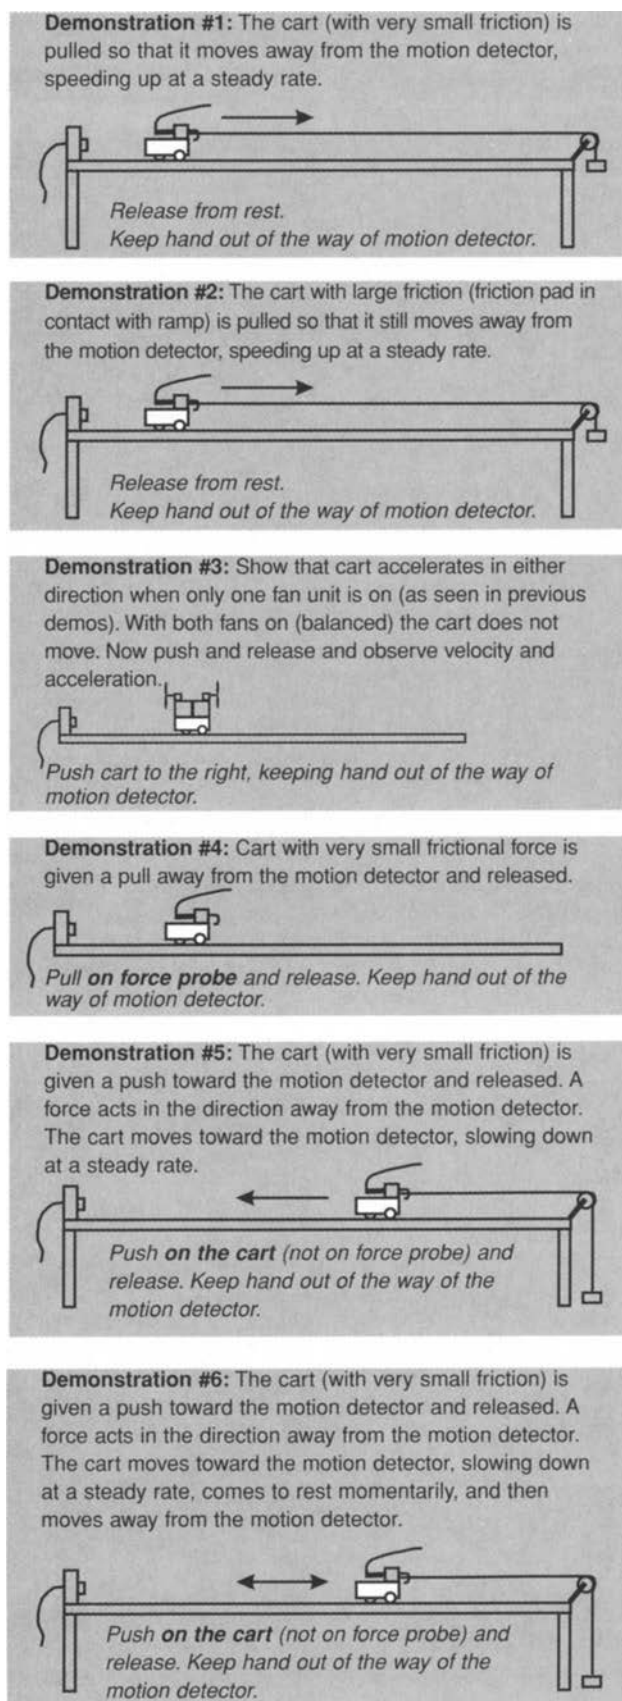 Demonstration #1: The cart (with very small friction) is
pulled so that it moves away from the motion detector,
speeding up at a steady rate.
Release from rest.
Keep hand out of the way of motion detector.
Demonstration #2: The cart with large friction (friction pad in
contact with ramp) is pulled so that it still moves away from
the motion detector, speeding up at a steady rate.
Release from rest.
Keep hand out of the way of motion detector.
Demonstration #3: Show that cart accelerates in either
direction when only one fan unit is on (as seen in previous
demos). With both fans on (balanced) the cart does not
move. Now push and release and observe velocity and
acceleration.
Push cart to the right, keeping hand out of the way of
motion detector.
Demonstration #4: Cart with very small frictional force is
given a pull away from the motion detector and released.
Pull on force probe and release. Keep hand out of the
way of motion detector.
Demonstration #5: The cart (with very small friction) is
given a push toward the motion detector and released. A
force acts in the direction away from the motion detector.
The cart moves toward the motion detector, slowing down
at a steady rate.
Push on the cart (not on force probe) and
release. Keep hand out of the way of the
motion detector.
Demonstration #6: The cart (with very small friction) is
given a push toward the motion detector and released. A
force acts in the direction away from the motion detector.
The cart moves toward the motion detector, slowing down
at a steady rate, comes to rest momentarily, and then
moves away from the motion detector.
Push on the cart (not on force probe) and
release. Keep hand out of the way of the
motion detector.